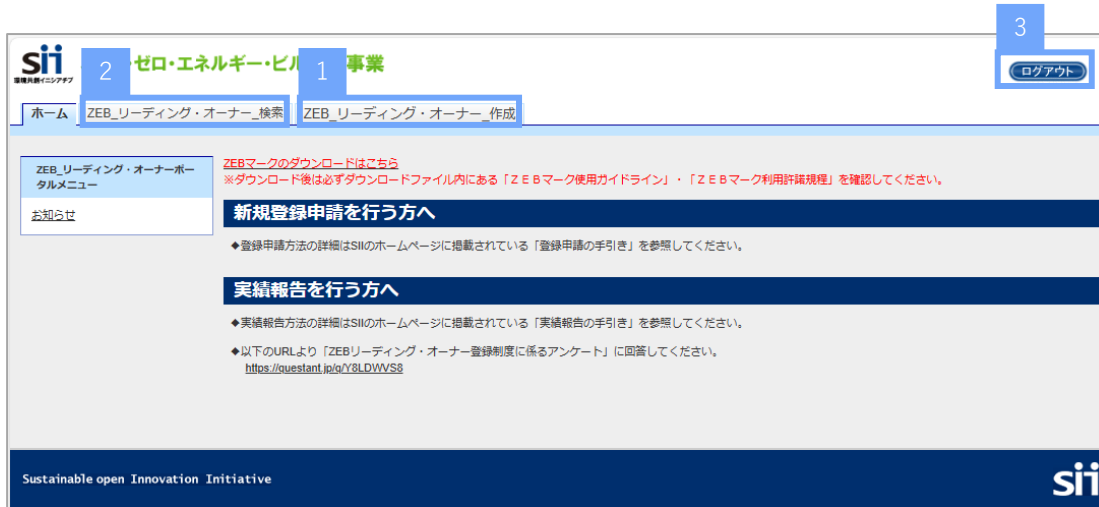 3
sii
環境共創イニシアチブ
2
・ゼロ・エネルギー・ビル
1
事業
ログアウト
ホーム
ZEB_リーディング・オーナー_検索
ZEB_リーディング・オーナー_作成
ZEB_リーディング・オーナーポー
タルメニュー
お知らせ
ZEBマークのダウンロードはこちら
※ダウンロード後は必ずダウンロードファイル内にある「ＺＥＢマーク使用ガイドライン」・「ＺＥＢマーク利用許諾規程」を確認してください。
新規登録申請を行う方へ
◆登録申請方法の詳細はSIIのホームページに掲載されている「登録申請の手引き」を参照してください。
実績報告を行う方へ
◆実績報告方法の詳細はSIIのホームページに掲載されている「実績報告の手引き」を参照してください。
◆以下のURLより「ZEBリーディング・オーナー登録制度に係るアンケート」に回答してください。
https://questant.jp/q/Y8LDWVS8
Sustainable open Innovation Initiative
sii